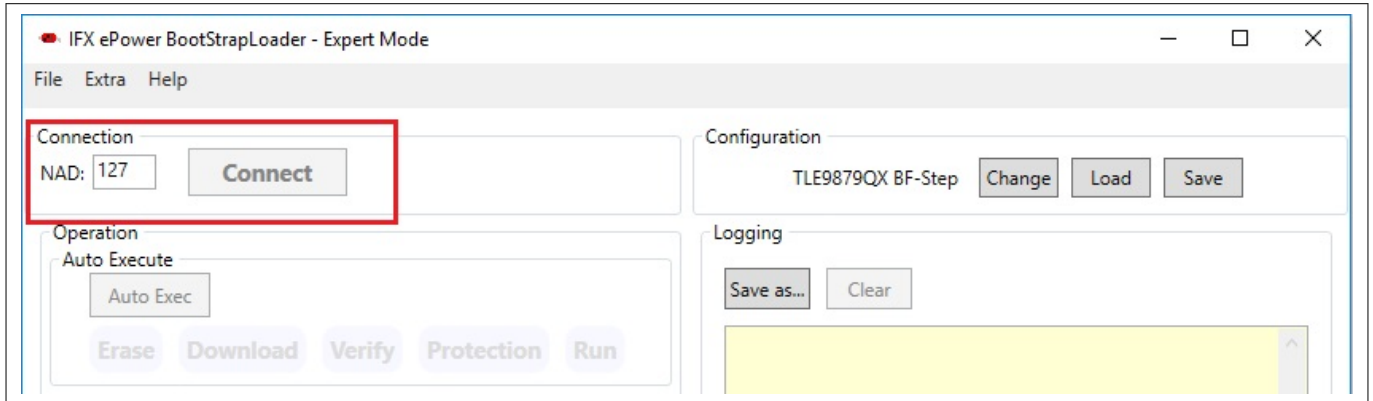 IFX ePower BootStrapLoader - Expert Mode
File Extra Help
Connection
NAD: 127 Connect
Configuration
TLE9879QX BF-Step Change Load Save
Operation
Auto Execute
Auto Exec
Erase Download Verify Protection Run
Logging
Save as... Clear